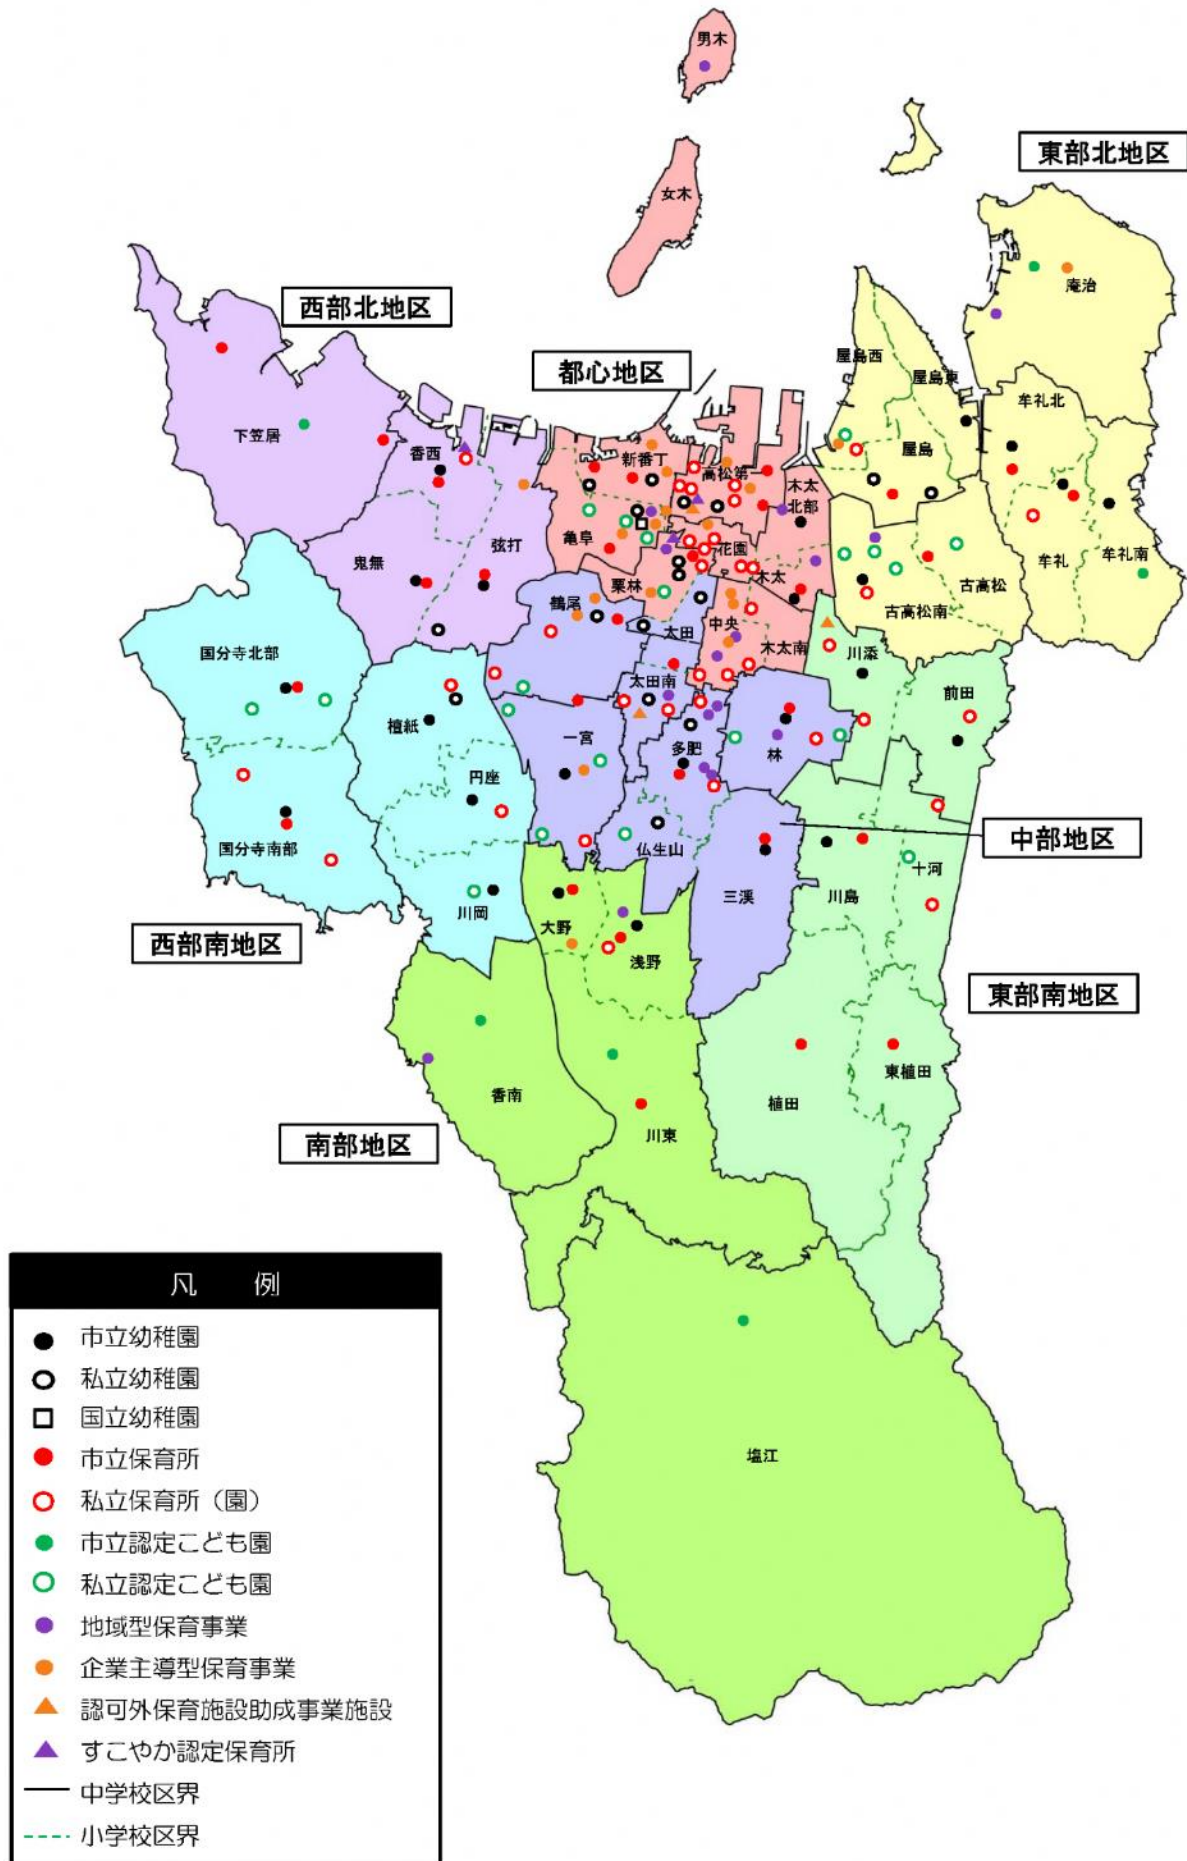 男木
女木
東部北地区
庵治
西部北地区
屋島西
屋島東
都心地区
牟礼北
下笠居
香西
新番丁
高松第一
屋島
木太
北部
鬼無
弦打
亀阜
花園
木太
古高松
牟礼
牟礼南
栗林
古高松南
鶴尾
太田
中央
木太南
川添
国分寺北部
太田南
前田
檀紙
一宮
多肥
林
円座
国分寺南部
仏生山
中部地区
三渓
川島
十河
川岡
大野
西部南地区
浅野
東部南地区
香南
植田
東植田
南部地区
川東
塩江
凡 例
市立幼稚園
私立幼稚園
国立幼稚園
市立保育所
私立保育所(園)
市立認定こども園
私立認定こども園
地域型保育事業
企業主導型保育事業
認可外保育施設助成事業施設
すこやか認定保育所
中学校区界
小学校区界